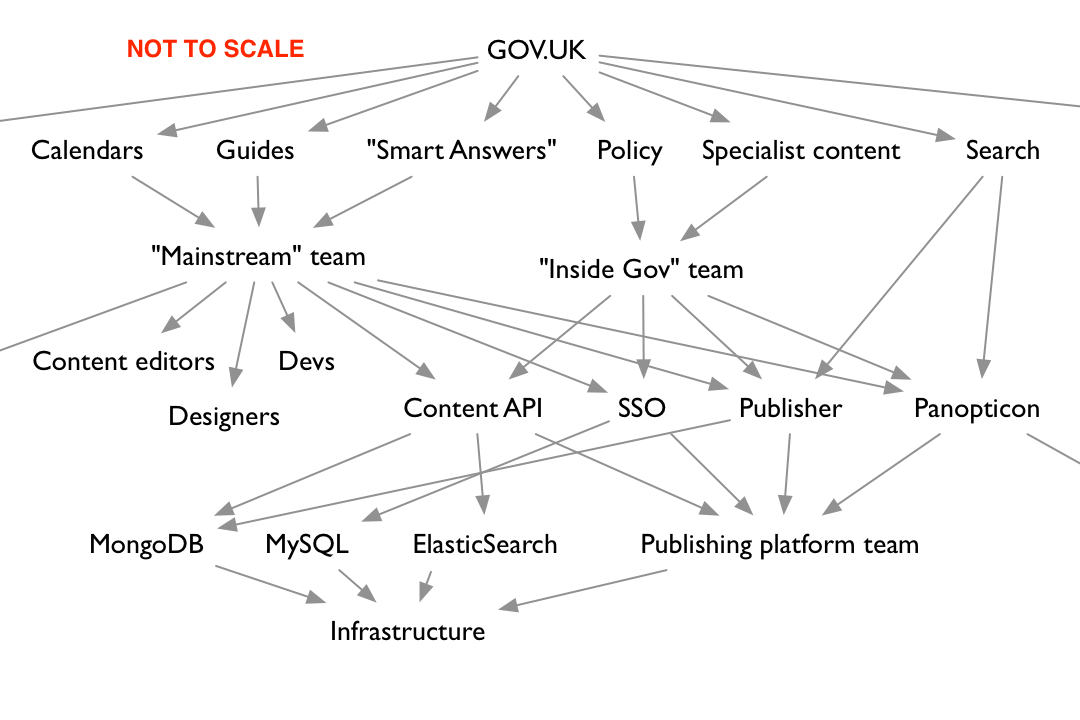 NOT TO SCALE
GOV.UK
Calendars
Guides
"Smart Answers"
Policy
Specialist content
Search
"Mainstream" team
"Inside Gov" team
Content editors
Devs
Designers
Content API
SSO
Publisher
Panopticon
MongoDB
MySQL
ElasticSearch
Publishing platform team
Infrastructure